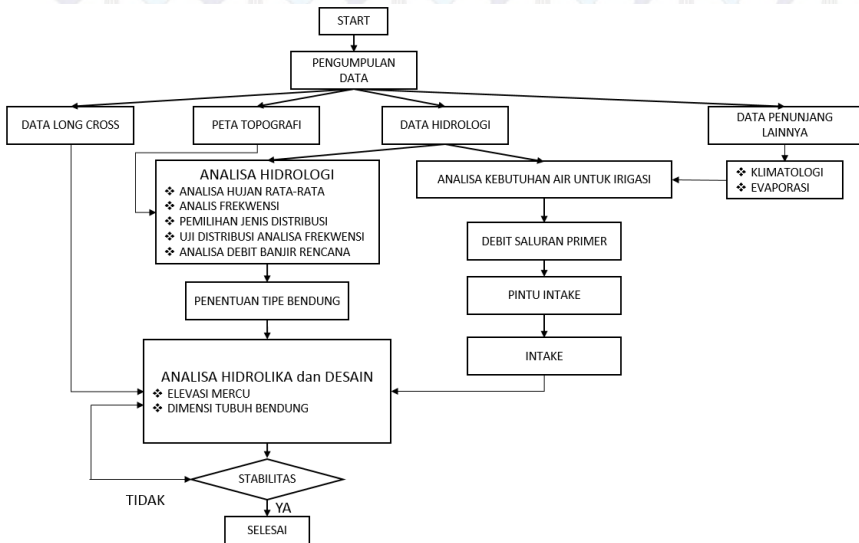 START
PENGUMPULAN
DATA
DATA LONG CROSS
PETA TOPOGRAFI
DATA HIDROLOGI
DATA PENUNJANG
LAINNYA
ANALISA HIDROLOGI
❖ ANALISA HUJAN RATA-RATA
❖ ANALIS FREKWENSI
❖ PEMILIHAN JENIS DISTRIBUSI
❖ UJI DISTRIBUSI ANALISA FREKWENSI
❖ ANALISA DEBIT BANJIR RENCANA
ANALISA KEBUTUHAN AIR UNTUK IRIGASI
❖ KLIMATOLOGI
❖ EVAPORASI
DEBIT SALURAN PRIMER
PENENTUAN TIPE BENDUNG
PINTU INTAKE
INTAKE
ANALISA HIDROLIKA dan DESAIN
❖ ELEVASI MERCU
❖ DIMENSI TUBUH BENDUNG
STABILITAS
TIDAK
YA
SELESAI